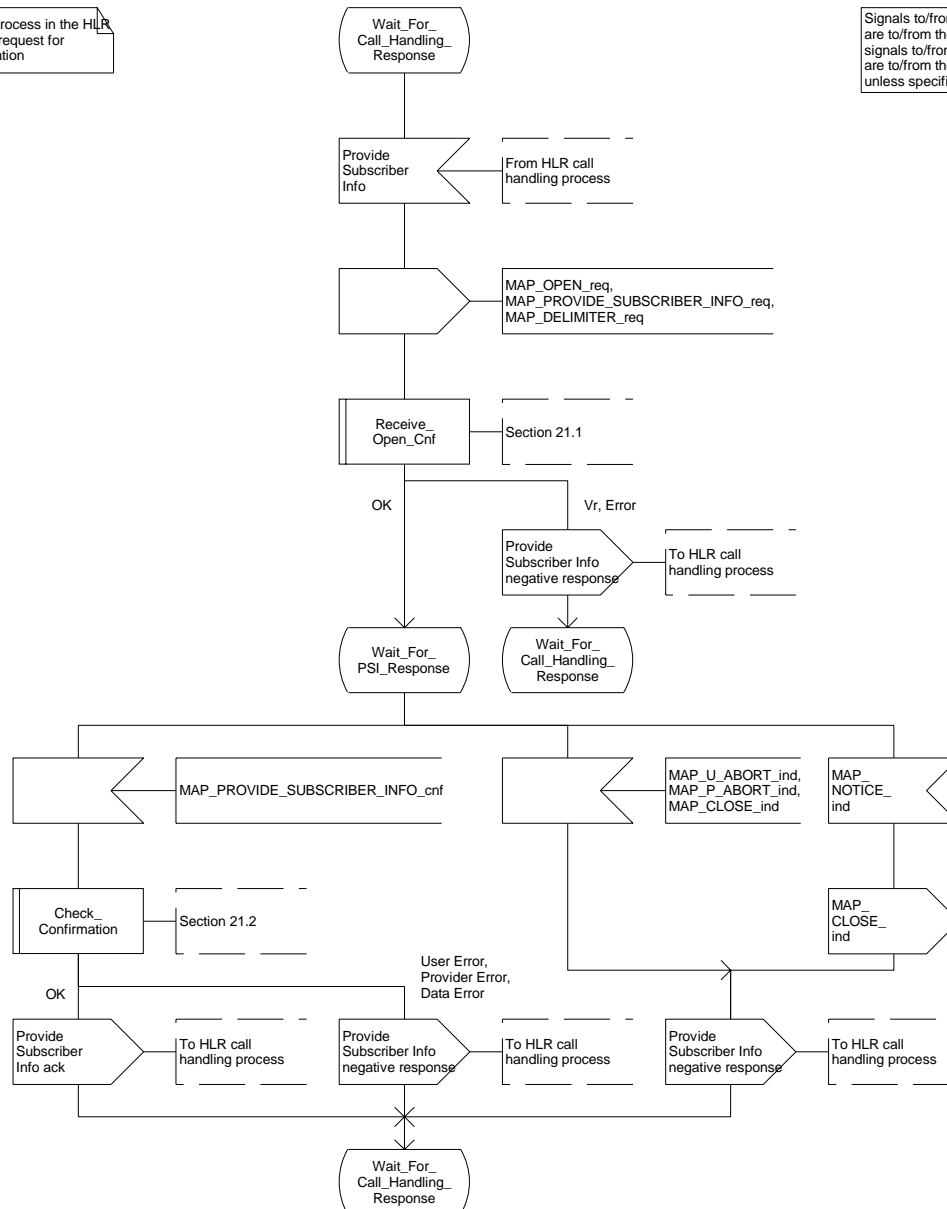 rocess in the HLR
request for
ation
Wait_For_
Call_Handling_
Response
Signals to/from
are to/from the
signals to/from
are to/from the
unless specifi
Provide
Subscriber
Info
From HLR call
handling process
MAP_OPEN_req,
MAP_PROVIDE_SUBSCRIBER_INFO_req,
MAP_DELIMITER_req
Receive_
Open_Cnf
Section 21.1
OK
Vr, Error
Provide
Subscriber Info
negative response
To HLR call
handling process
Wait_For_
PSI_Response
Wait_For_
Call_Handling_
Response
MAP_PROVIDE_SUBSCRIBER_INFO_cnf
MAP_U_ABORT_ind,
MAP_P_ABORT_ind,
MAP_CLOSE_ind
MAP_
NOTICE_
ind
Check_
Confirmation
Section 21.2
MAP_
CLOSE_
ind
User Error,
Provider Error,
Data Error
OK
Provide
Subscriber
Info ack
To HLR call
handling process
Provide
Subscriber Info
negative response
To HLR call
handling process
Provide
Subscriber Info
negative response
To HLR call
handling process
Wait_For_
Call_Handling_
Response